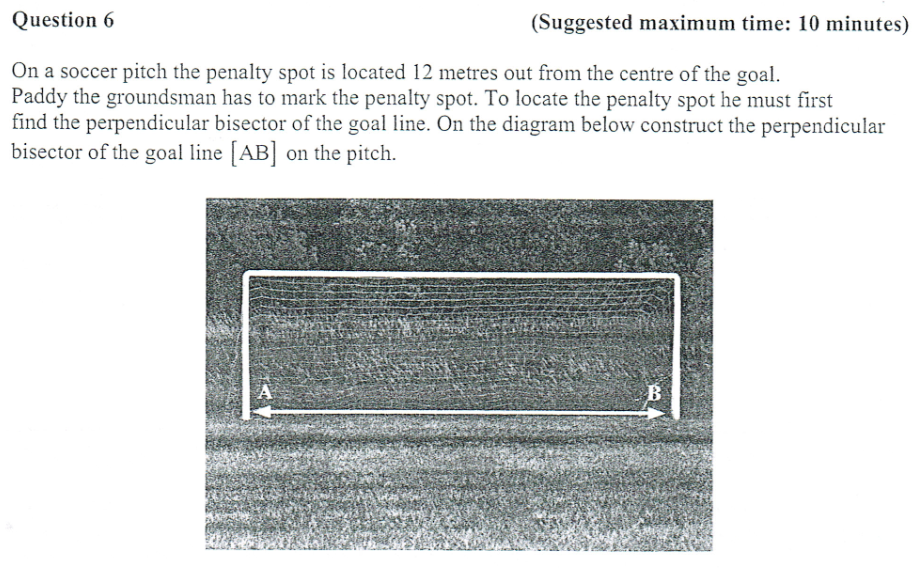 Question 6 (Suggested maximum time: 10 minutes)
On a soccer pitch the penalty spot is located 12 metres out from the centre of the goal.
Paddy the groundsman has to mark the penalty spot. To locate the penalty spot he must first
find the perpendicular bisector of the goal line. On the diagram below construct the perpendicular
bisector of the goal line [AB] on the pitch.
A B